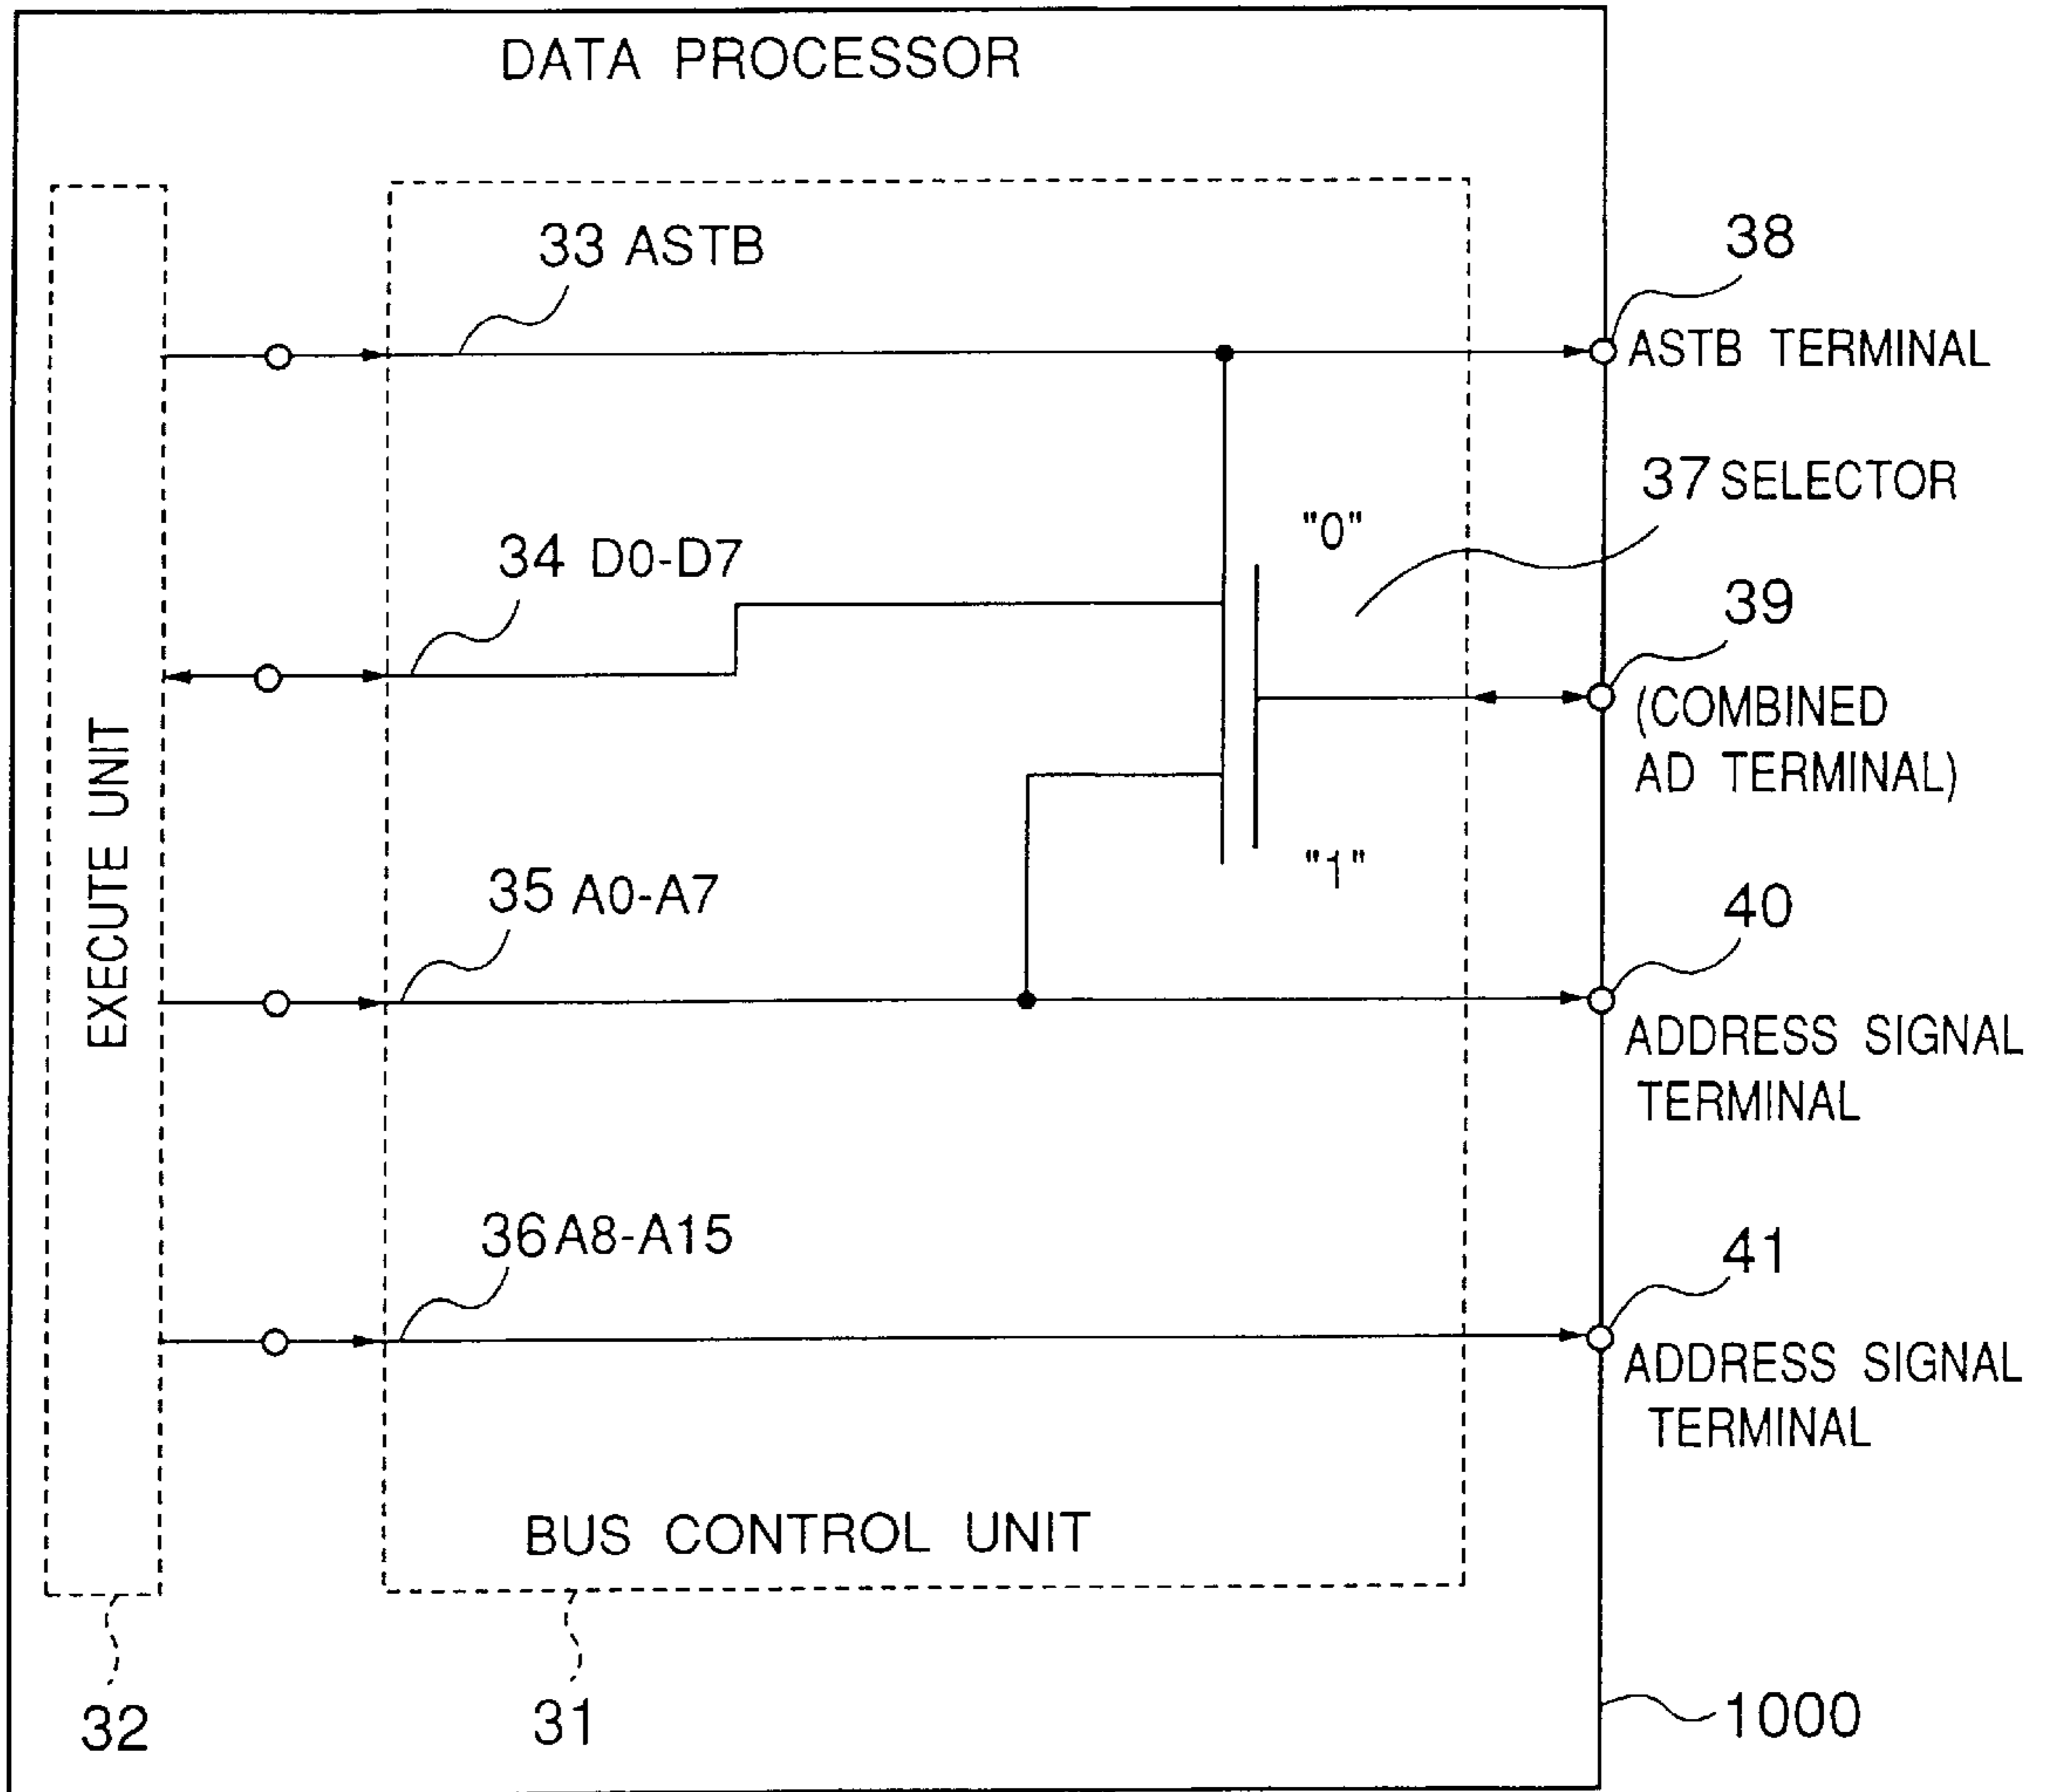 DATA PROCESSOR
33 ASTB
38
ASTB TERMINAL
37 SELECTOR
"0"
34 D0-D7
39
(COMBINED
AD TERMINAL)
EXECUTE UNIT
"1"
35 A0-A7
40
ADDRESS SIGNAL
TERMINAL
36 A8-A15
41
ADDRESS SIGNAL
TERMINAL
BUS CONTROL UNIT
32
31
1000